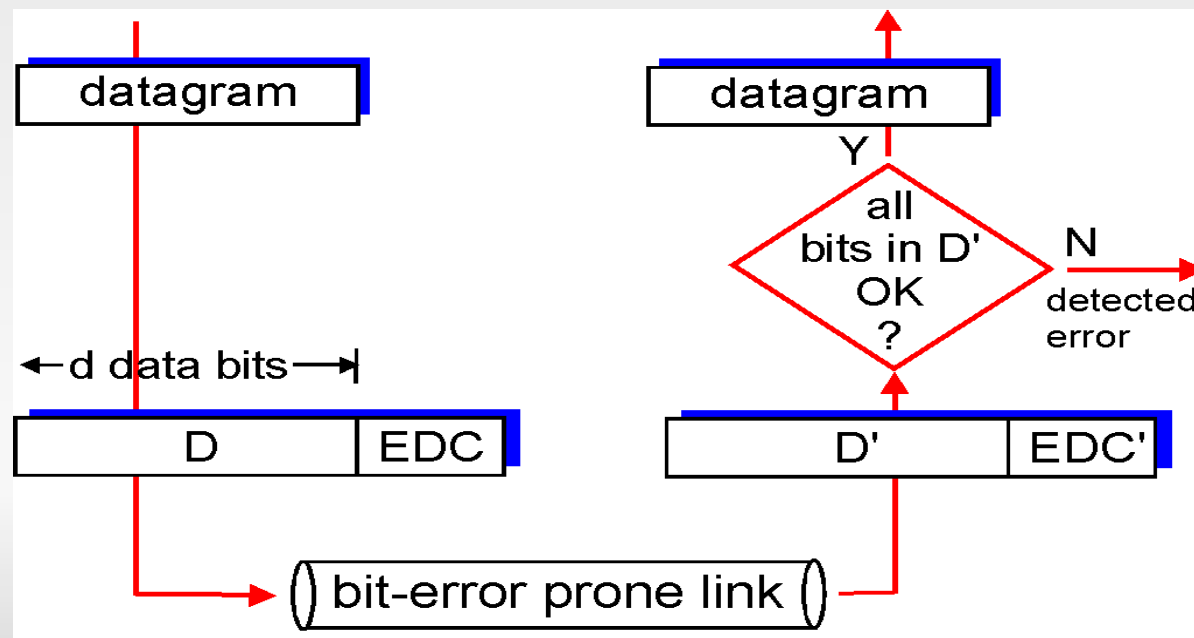 datagram
d data bits
D
EDC
bit-error prone link
D'
EDC'
all
bits in D'
OK
?
Y
N
detected
error
datagram